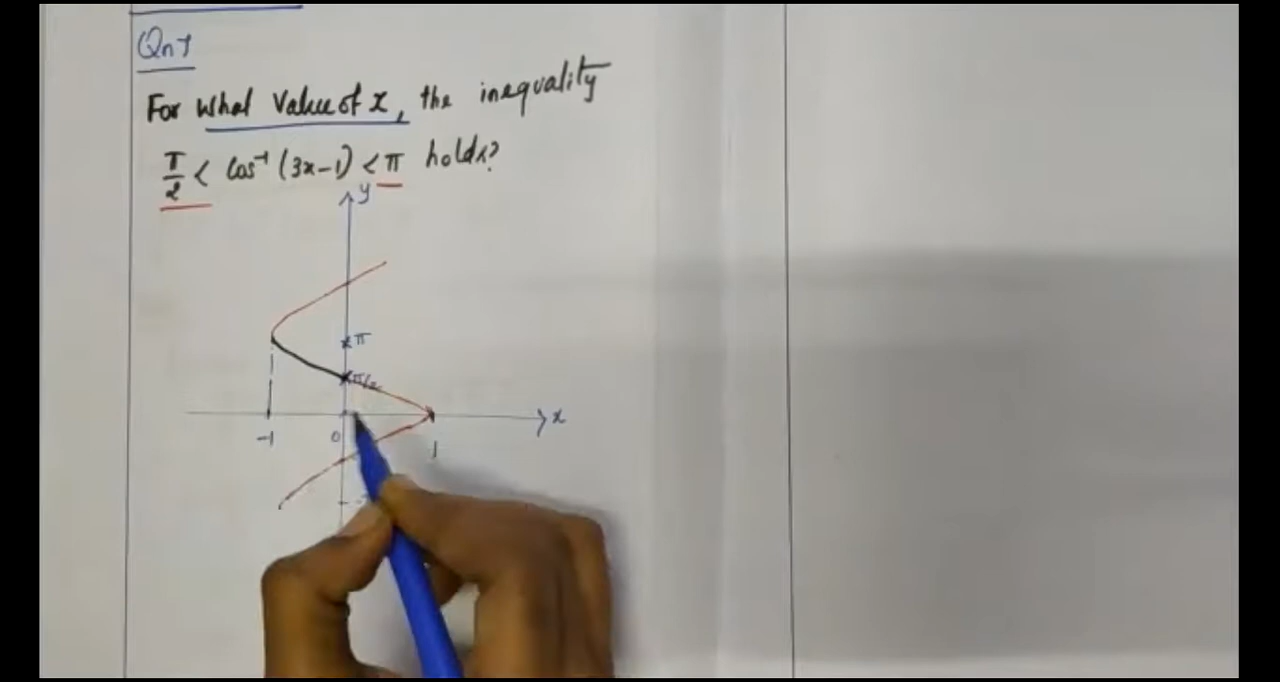 Qn 7
For what value of x, the inequality
π/2 < cos⁻¹ (3x-1) < π holds?
y
π
π/2
x
-1
0
1